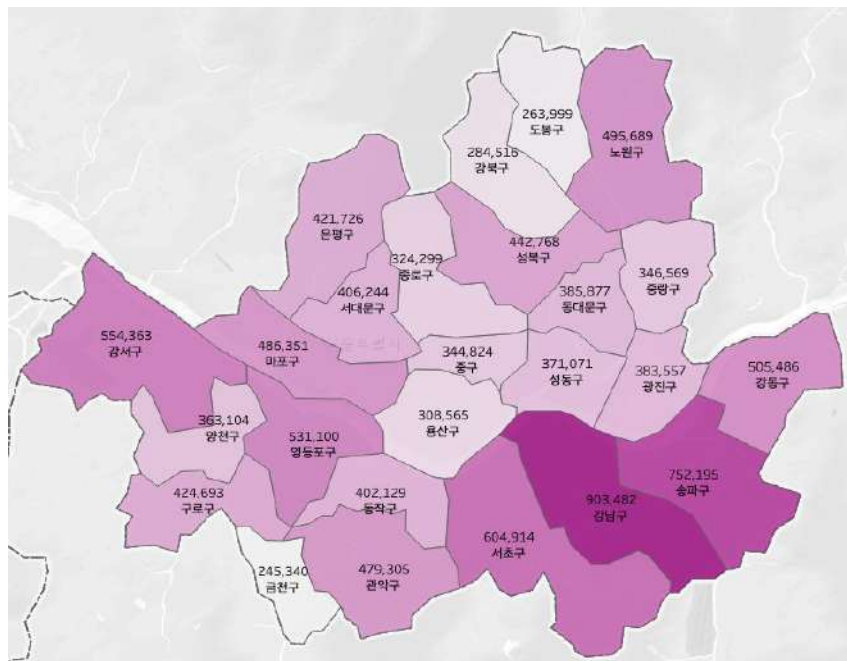 263,999
도봉구
495,689
노원구
284,516
강북구
421,726
은평구
442,768
성북구
324,299
종로구
346,569
중랑구
406,244
서대문구
385,877
동대문구
554,363
강서구
486,351
마포구
344,824
중구
371,071
성동구
383,557
광진구
505,486
강동구
363,104
양천구
531,100
영등포구
308,565
용산구
752,195
송파구
424,693
구로구
402,129
동작구
903,482
강남구
604,914
서초구
245,340
금천구
479,305
관악구